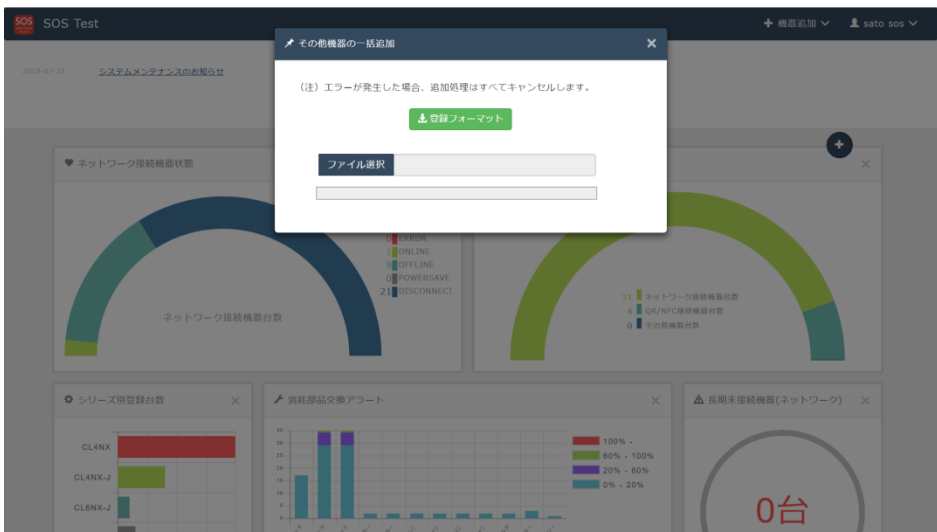 SOS
SOS Test
機器追加
sato sos
その他機器の一括追加
システムメンテナンスのお知らせ
(注)エラーが発生した場合、追加処理はすべてキャンセルします。
登録フォーマット
ファイル選択
ネットワーク接続機器状態
0 ERROR
1 ONLINE
9 OFFLINE
0 POWERSAVE
21 DISCONNECT
ネットワーク接続機器台数
31 ネットワーク接続機器台数
4 QR/NFC接続機器台数
0 その他機器台数
シリーズ別登録台数
消耗部品交換アラート
長期未接続機器(ネットワーク)
CL4NX
CL4NX-J
CL6NX-J
100% -
60% - 100%
20% - 60%
0% - 20%
0台